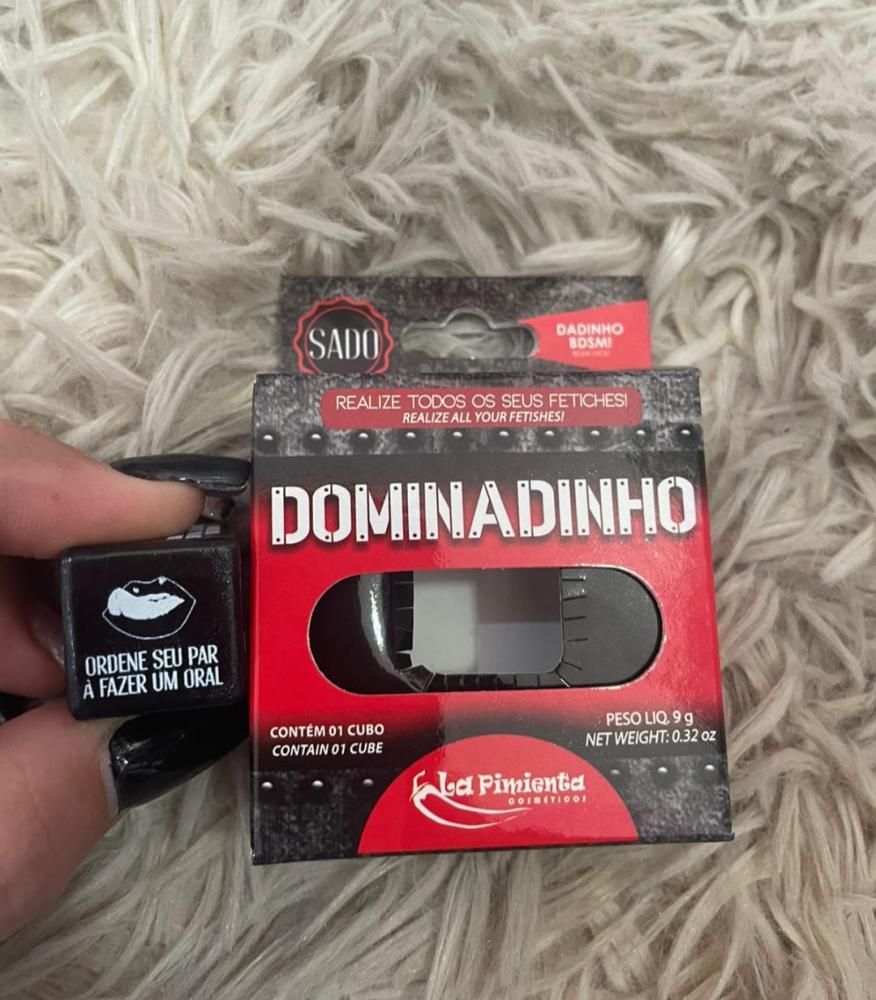 SADO
DADINHO
BDSM!
REALIZE TODOS OS SEUS FETICHES!
REALIZE ALL YOUR FETISHES!
DOMINADINHO
ORDENE SEU PAR
À FAZER UM ORAL
CONTÉM 01 CUBO
CONTAIN 01 CUBE
PESO LIQ. 9 g
NET WEIGHT: 0.32 oz
La Pimienta
COSMÉTICOS